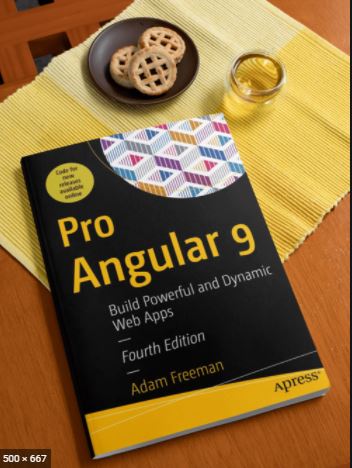 Code for
new
releases
available
online
Pro
Angular 9
Build Powerful and Dynamic
Web Apps
Fourth Edition
Adam Freeman
Apress®
500 × 667